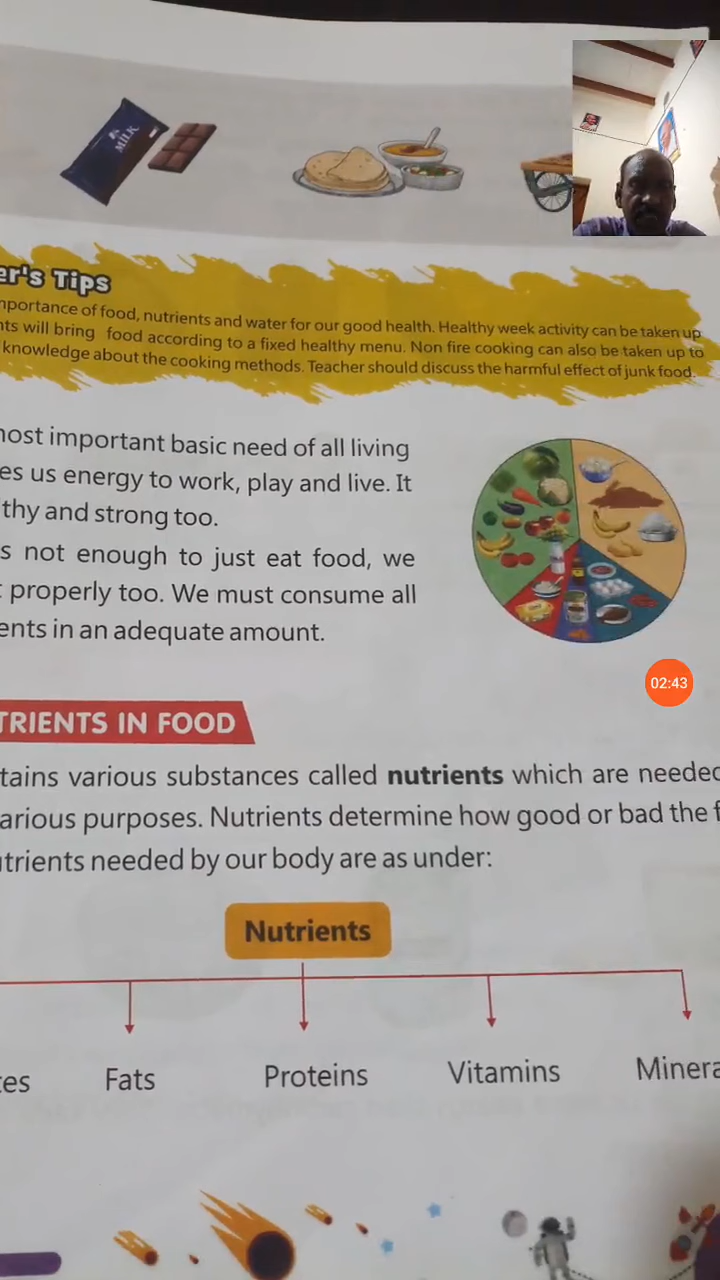 MILK
er's Tips
mportance of food, nutrients and water for our good health. Healthy week activity can be taken up
nts will bring food according to a fixed healthy menu. Non fire cooking can also be taken up to
knowledge about the cooking methods. Teacher should discuss the harmful effect of junk food.
most important basic need of all living
es us energy to work, play and live. It
thy and strong too.
s not enough to just eat food, we
t properly too. We must consume all
ents in an adequate amount.
02:43
TRIENTS IN FOOD
tains various substances called nutrients which are needed
arious purposes. Nutrients determine how good or bad the f
utrients needed by our body are as under:
Nutrients
tes Fats Proteins Vitamins Minera